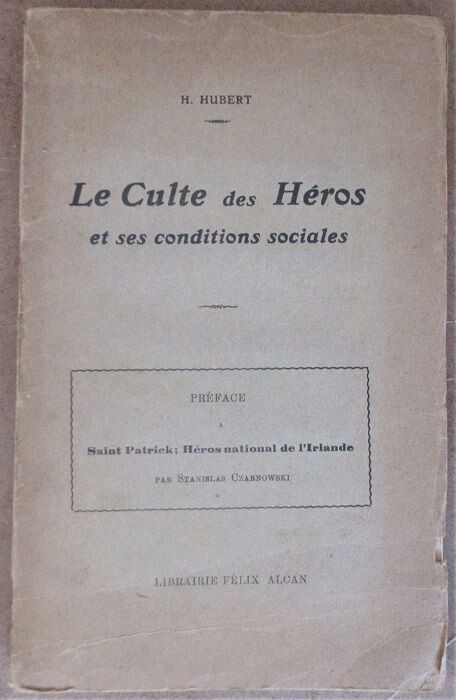 H. HUBERT
Le Culte des Héros
et ses conditions sociales
PRÉFACE
A
Saint Patrick; Héros national de l'Irlande
PAR STANISLAS CZARNOWSKI
LIBRAIRIE FÉLIX ALCAN